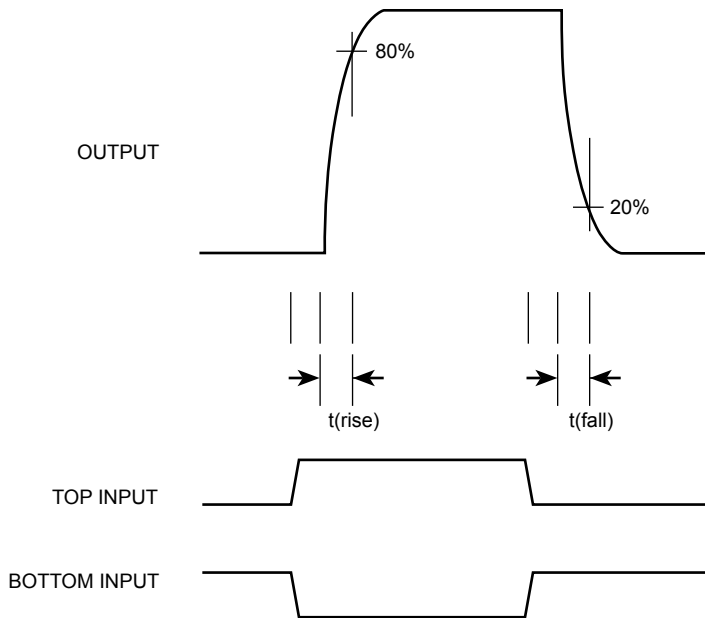 80%
OUTPUT
20%
t(rise)
t(fall)
TOP INPUT
BOTTOM INPUT